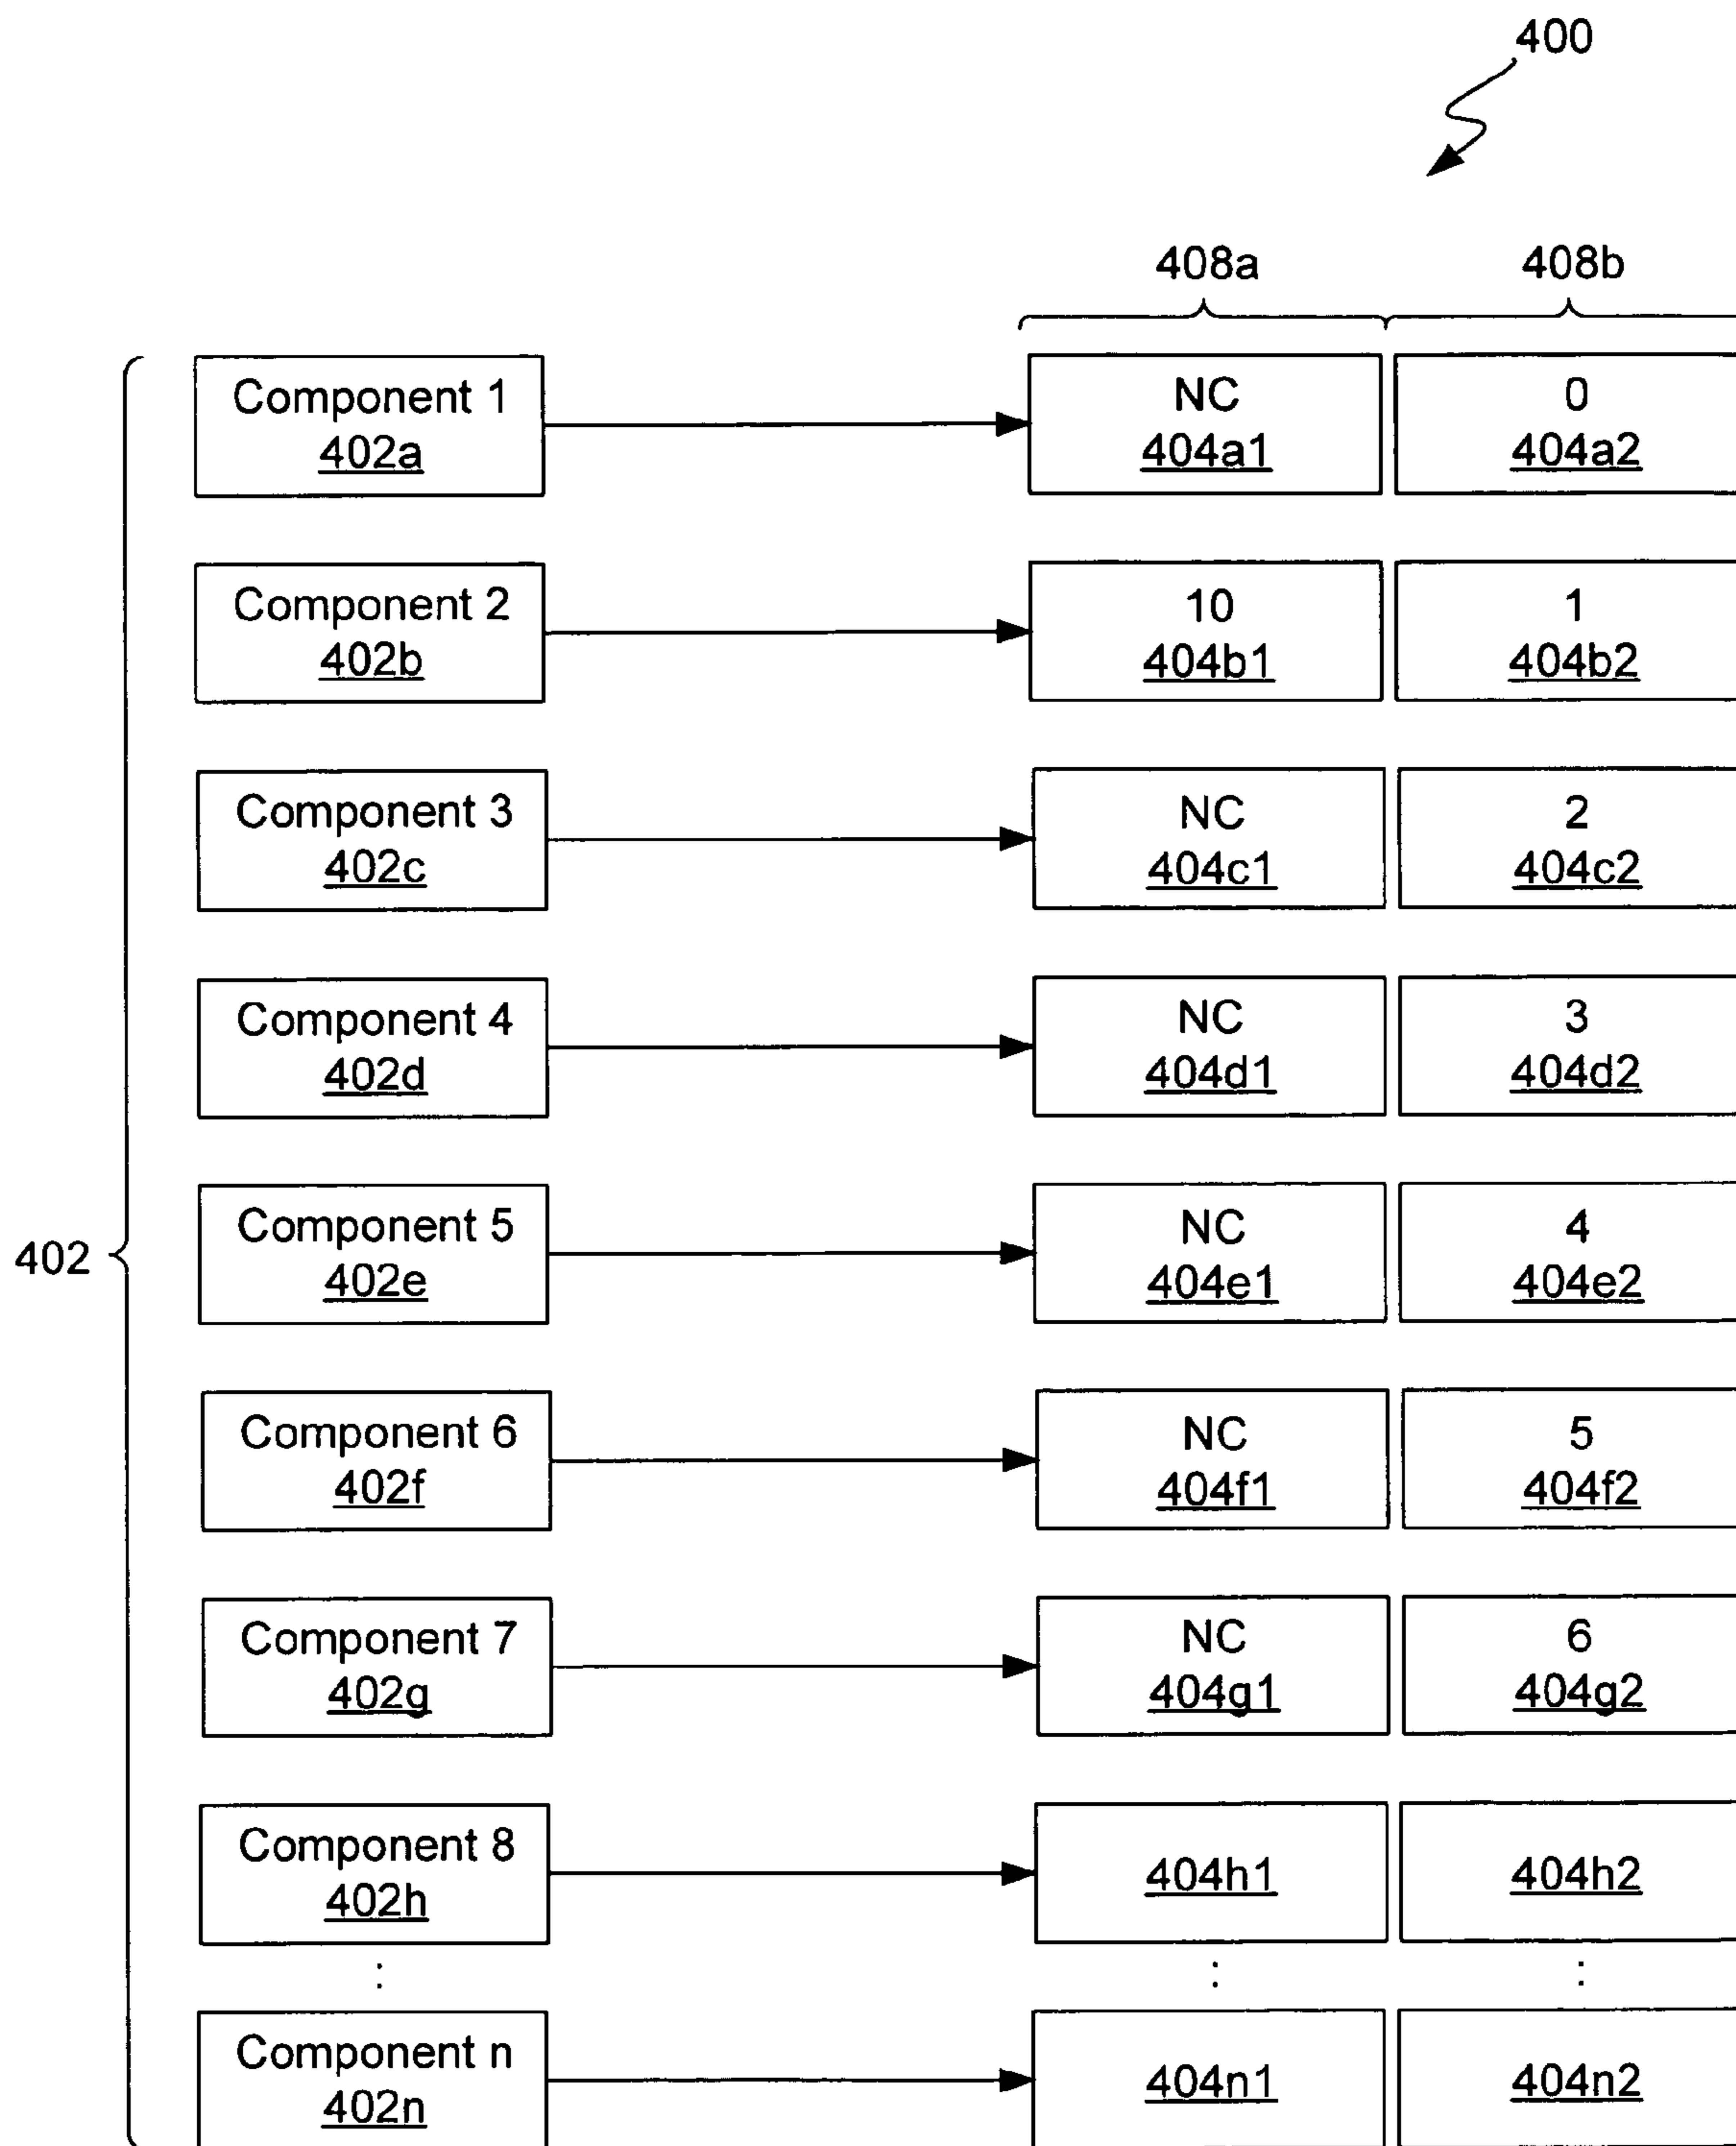 400
408a 408b
Component 1
402a
NC
404a1
0
404a2
Component 2
402b
10
404b1
1
404b2
Component 3
402c
NC
404c1
2
404c2
Component 4
402d
NC
404d1
3
404d2
402
Component 5
402e
NC
404e1
4
404e2
Component 6
402f
NC
404f1
5
404f2
Component 7
402g
NC
404g1
6
404g2
Component 8
402h
404h1
404h2
Component n
402n
404n1
404n2